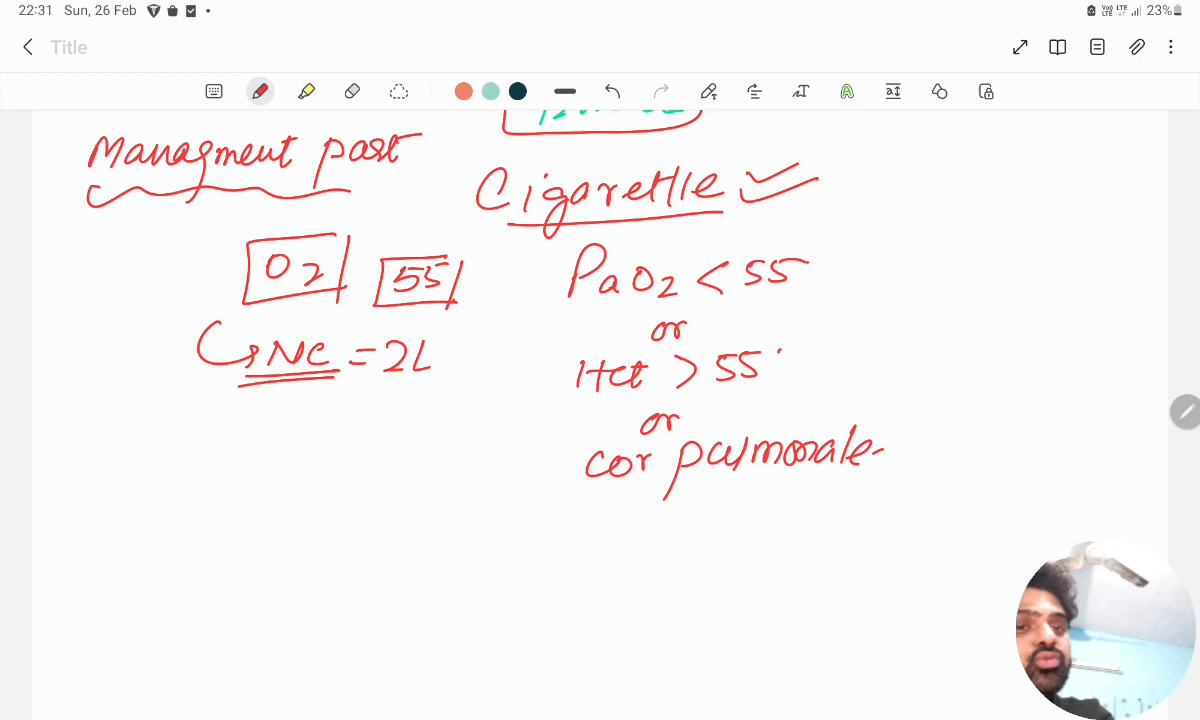 22:31 Sun, 26 Feb
23%
Title
Managment part
Cigarette
O2 55
PaO2 < 55
or
NC = 2L
Hct > 55
or
cor pulmonale